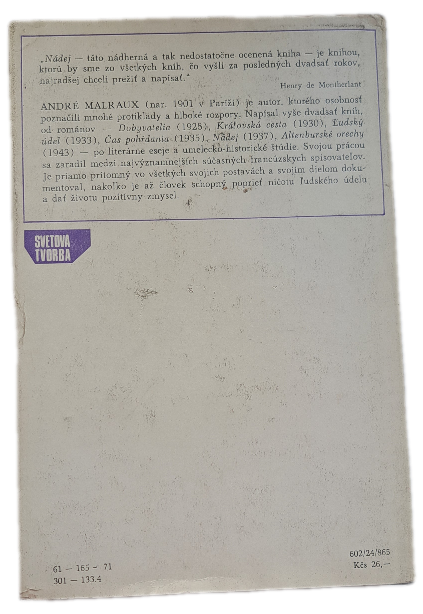 „Nádej — táto nádherná a tak nedostatočne ocenená kniha — je knihou,
ktorú by sme zo všetkých kníh, čo vyšli za posledných dvadsať rokov,
najradšej chceli prežiť a napísať.“
Henry de Montherlant
ANDRÉ MALRAUX (nar. 1901 v Paríži) je autor, ktorého osobnosť
poznačili mnohé protiklady a hlboké rozpory. Napísal vyše dvadsať kníh,
od románov Dobyvatelia (1928), Kráľovská cesta (1930), Ľudský
údel (1933), Čas pohŕdania (1935), Nádej (1937), Altenburské orechy
(1943) — po literárne eseje a umelecko-historické štúdie. Svojou prácou
sa zaradil medzi najvýznamnejších súčasných francúzskych spisovateľov.
Je priamo prítomný vo všetkých svojich postavách a svojím dielom doku-
mentoval, nakoľko je až človek schopný poprieť ničotu ľudského údelu
a dať životu pozitívny zmysel
SVETOVÁ
TVORBA
61 — 165 - 71
301 — 133.4
602/24/865
Kčs 26,—